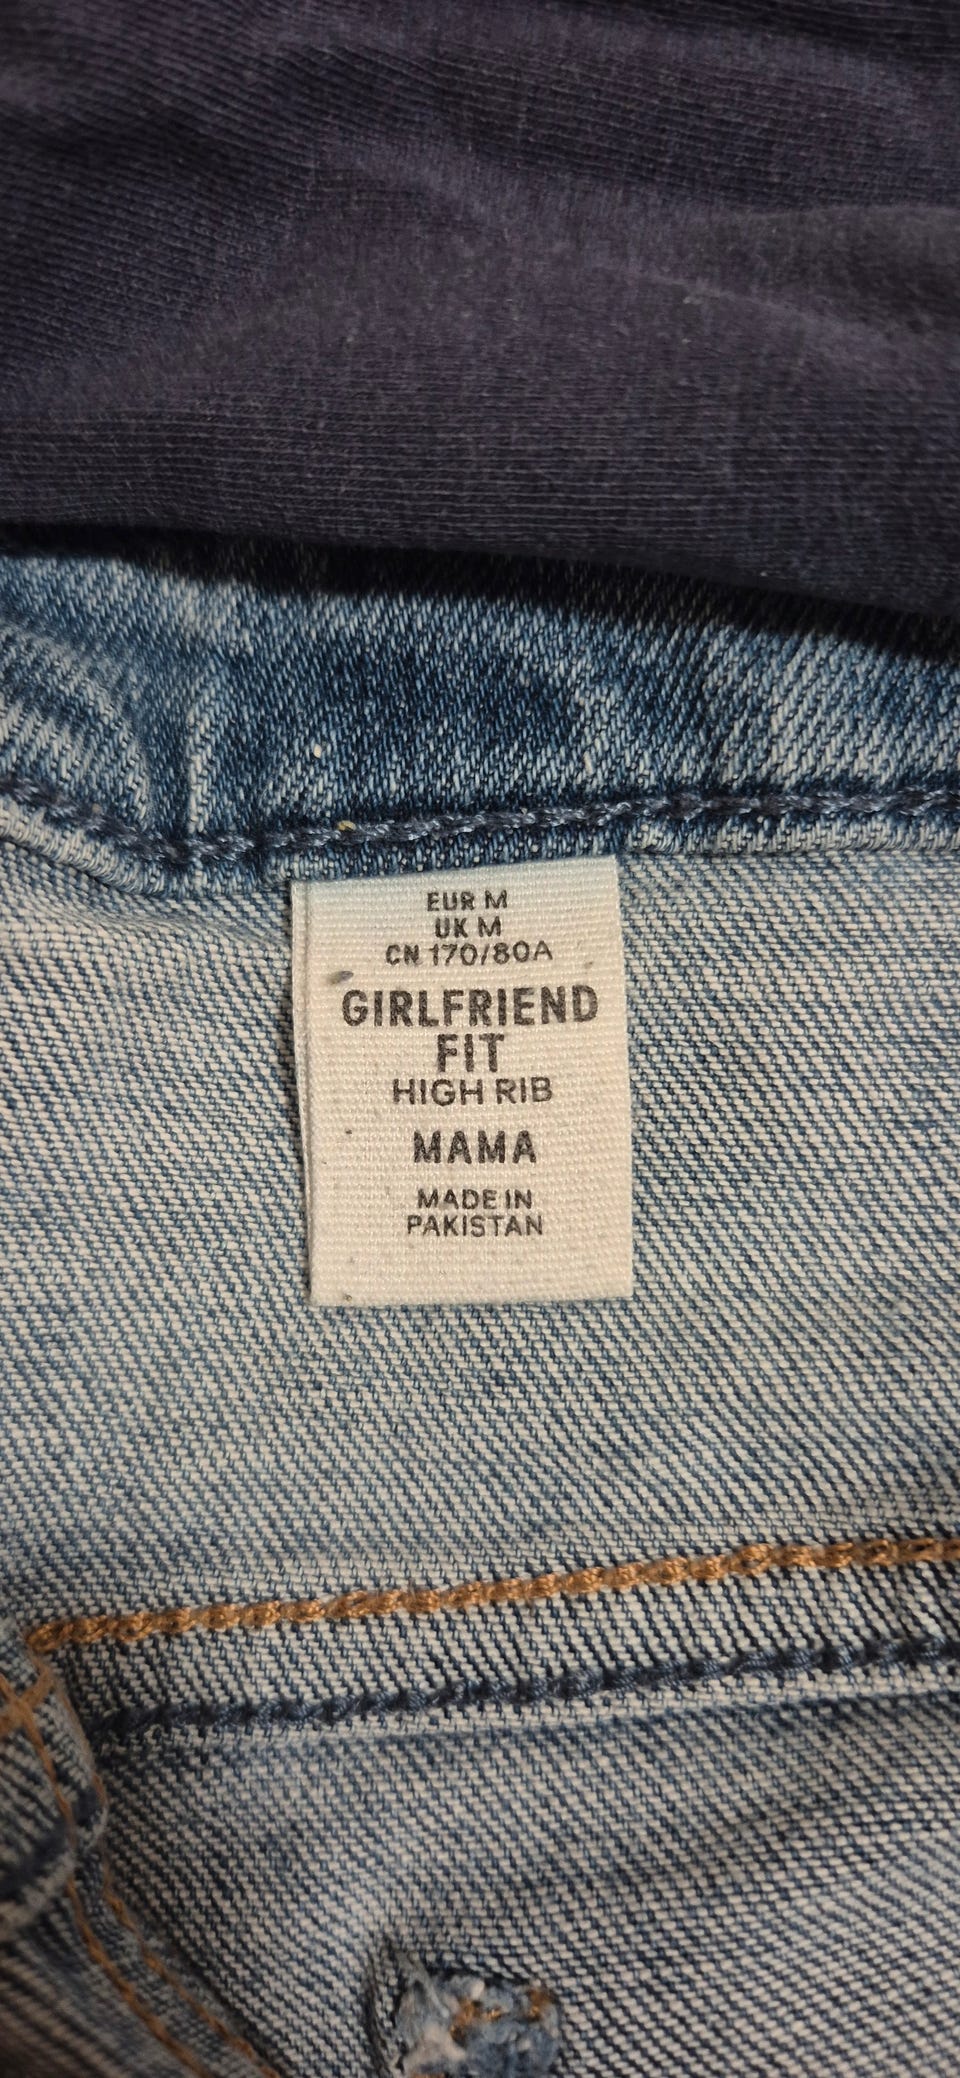 EUR M
UK M
CN 170/80A
GIRLFRIEND
FIT
HIGH RIB
MAMA
MADE IN
PAKISTAN